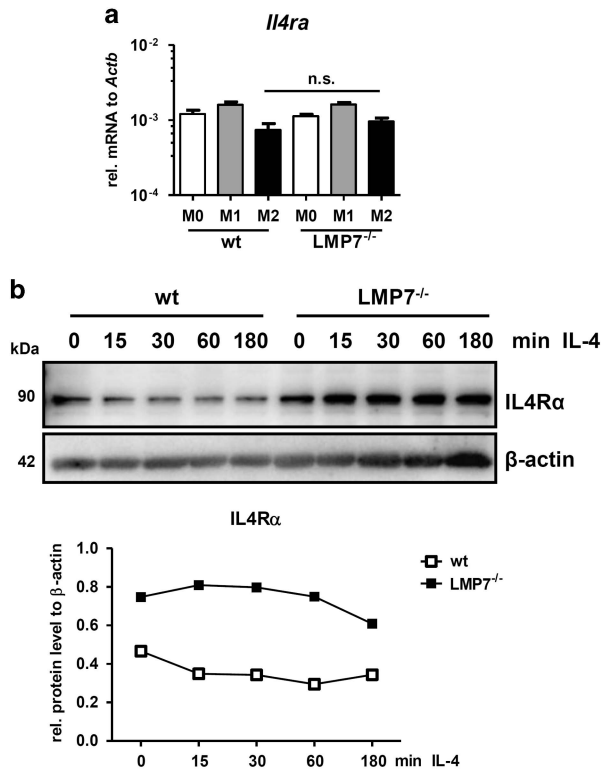 a
Il4ra
rel. mRNA to Actb
10⁻²
10⁻³
10⁻⁴
n.s.
M0 M1 M2 M0 M1 M2
wt LMP7⁻/⁻
b
wt LMP7⁻/⁻
kDa 0 15 30 60 180 0 15 30 60 180 min IL-4
90 IL4Rα
42 β-actin
IL4Rα
rel. protein level to β-actin
1.0
0.8
0.6
0.4
0.2
0.0
0 15 30 60 180 min IL-4
wt
LMP7⁻/⁻